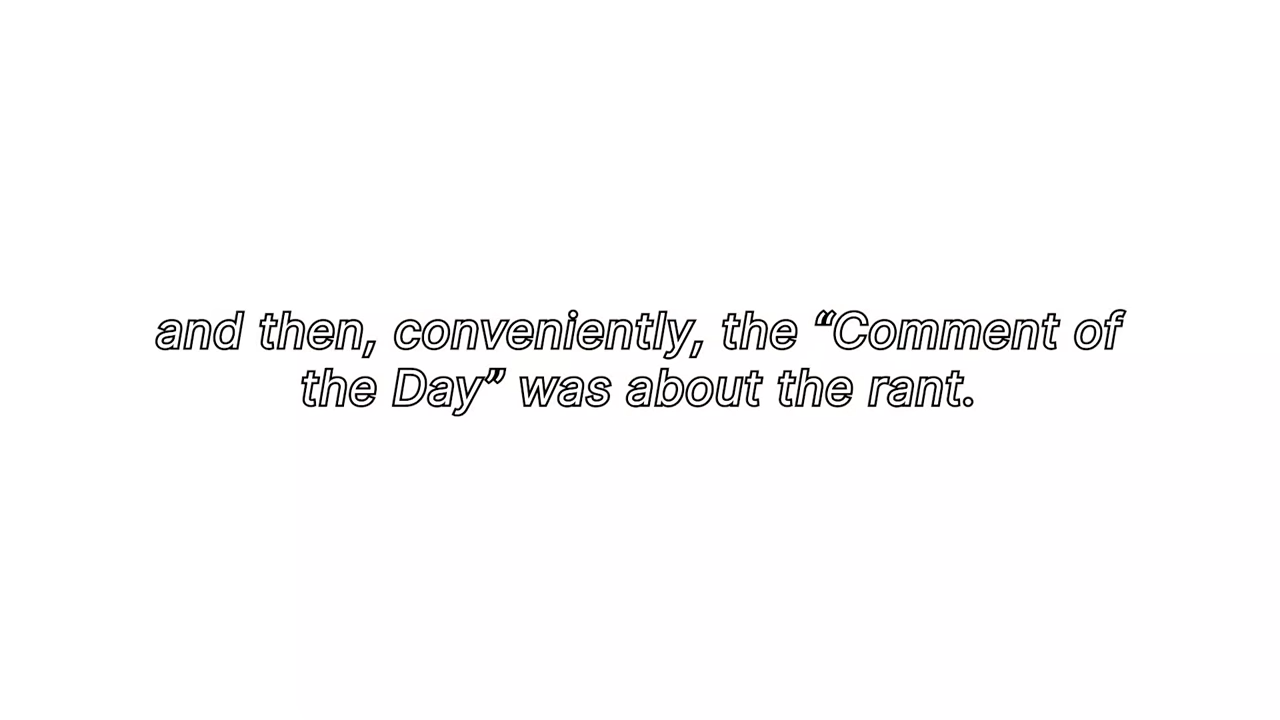 and then, conveniently, the “Comment of
the Day” was about the rant.